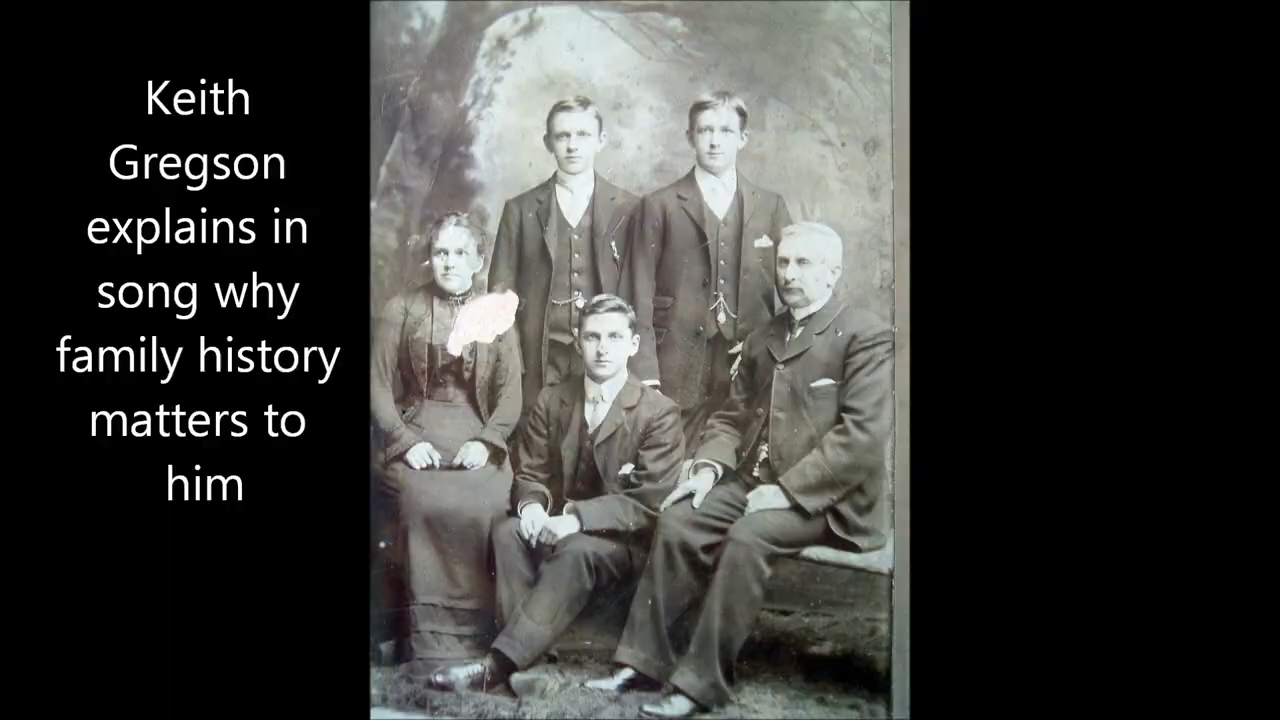 Keith
Gregson
explains in
song why
family history
matters to
him